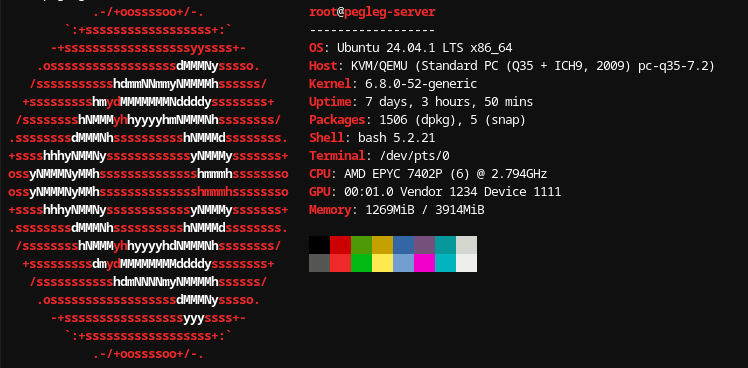 .-/+oossssoo+/-.
`:+ssssssssssssssssss+:`
-+ssssssssssssssssssyyssss+-
.ossssssssssssssssssdMMMNysssso.
/ssssssssssshdmmNNmmyNMMMMhssssss/
+ssssssssshmydMMMMMMMNddddyssssssss+
/sssssssshNMMMyhhyyyyhmNMMMNhssssssss/
.ssssssssdMMMNhsssssssssshNMMMdssssssss.
+sssshhhyNMMNyssssssssssssyNMMMysssssss+
ossyNMMMNyMMhsssssssssssssshmmmhssssssso
ossyNMMMNyMMhsssssssssssssshmmmhssssssso
+sssshhhyNMMNyssssssssssssyNMMMysssssss+
.ssssssssdMMMNhsssssssssshNMMMdssssssss.
/sssssssshNMMMyhhyyyyhdNMMMNhssssssss/
+sssssssssdmydMMMMMMMMddddyssssssss+
/ssssssssssshdmNNNNmyNMMMMhssssss/
.ossssssssssssssssssdMMMNysssso.
-+sssssssssssssssssyyyssss+-
`:+ssssssssssssssssss+:`
.-/+oossssoo+/-.
root@pegleg-server
------------------
OS: Ubuntu 24.04.1 LTS x86_64
Host: KVM/QEMU (Standard PC (Q35 + ICH9, 2009) pc-q35-7.2)
Kernel: 6.8.0-52-generic
Uptime: 7 days, 3 hours, 50 mins
Packages: 1506 (dpkg), 5 (snap)
Shell: bash 5.2.21
Terminal: /dev/pts/0
CPU: AMD EPYC 7402P (6) @ 2.794GHz
GPU: 00:01.0 Vendor 1234 Device 1111
Memory: 1269MiB / 3914MiB